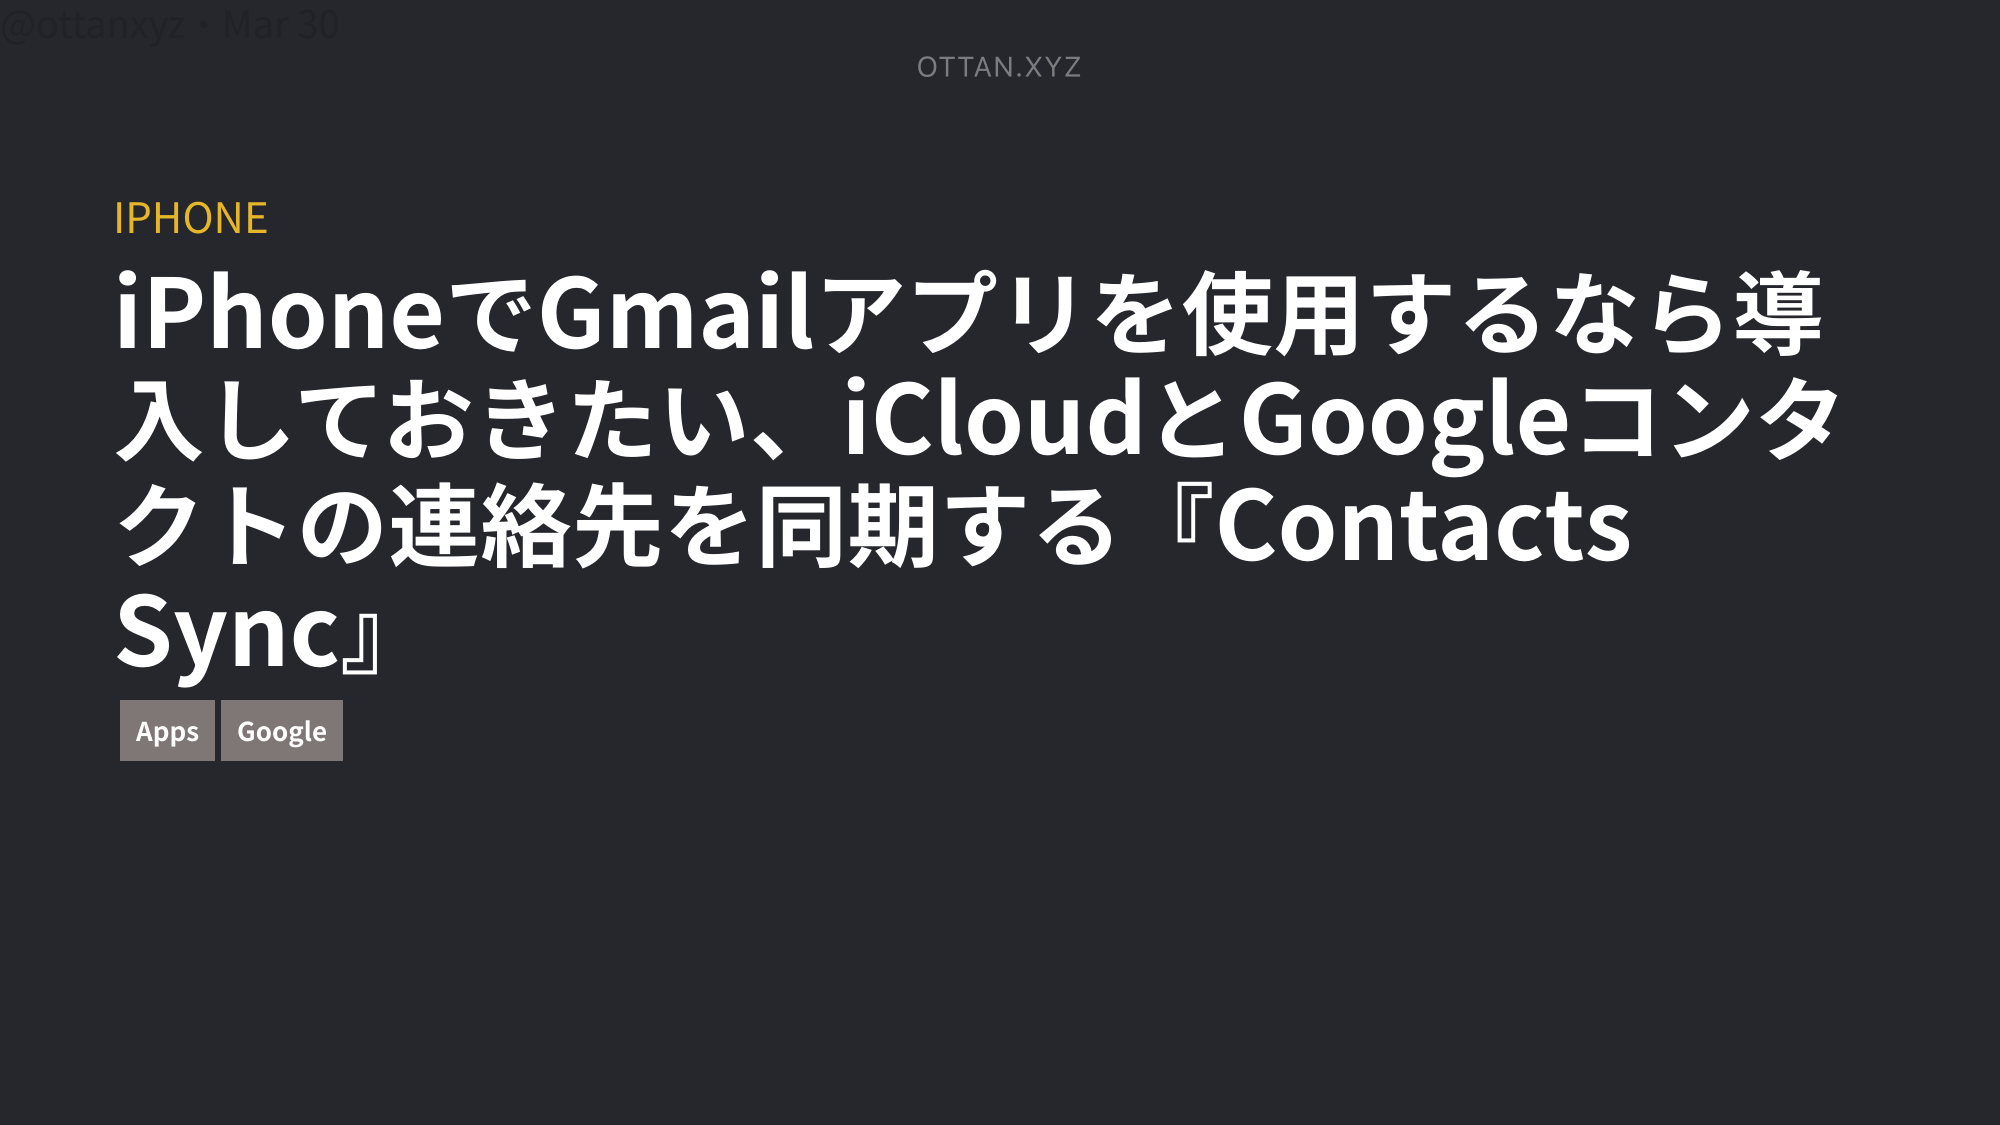 @ottanxyz・Mar 30
OTTAN.XYZ
IPHONE
iPhoneでGmailアプリを使用するなら導
入しておきたい、iCloudとGoogleコンタ
クトの連絡先を同期する『Contacts
Sync』
Apps Google